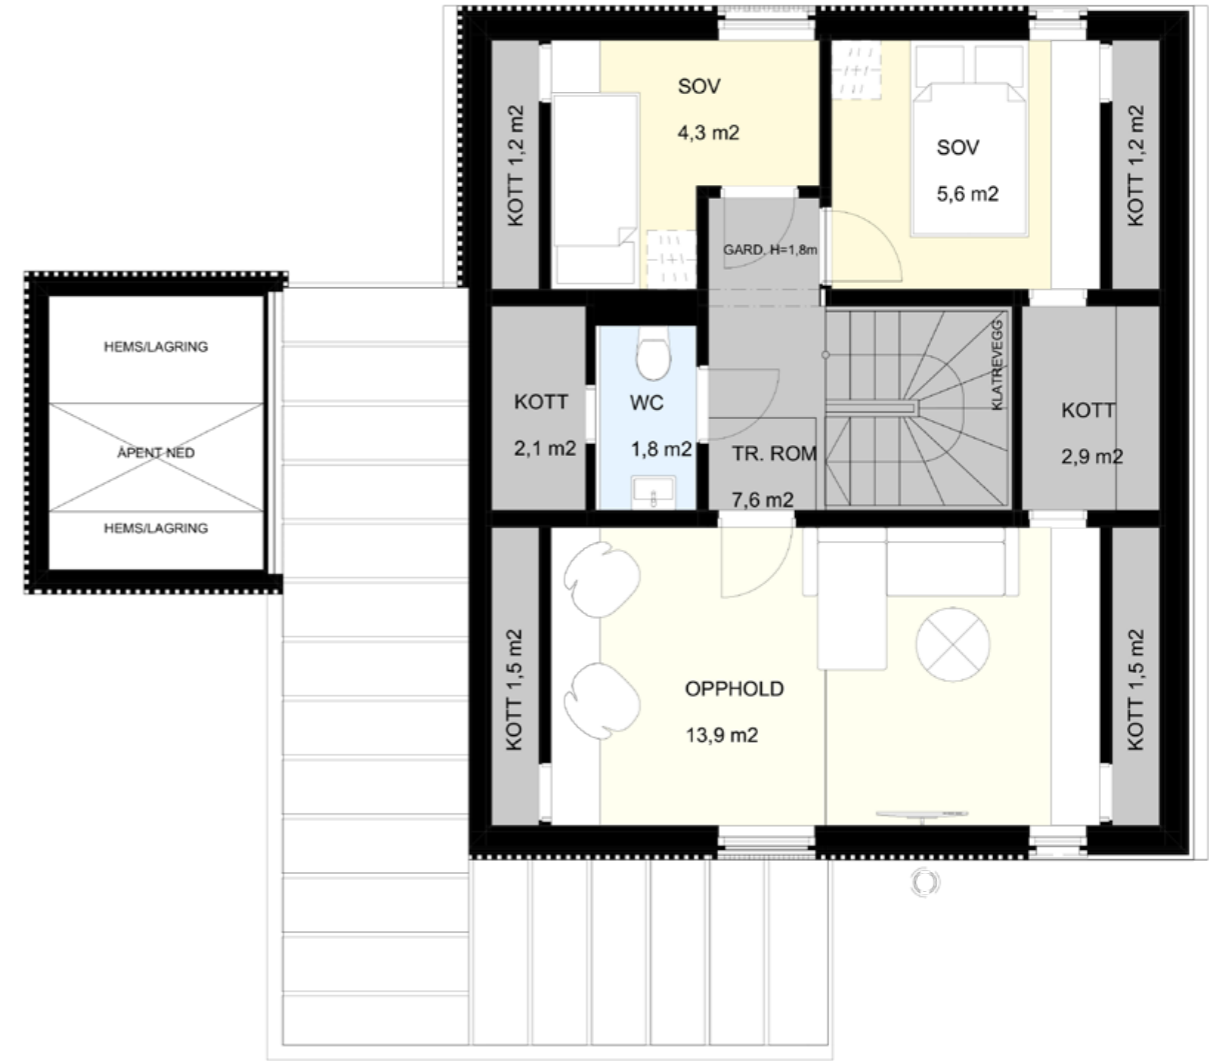 SOV
4,3 m2
SOV
5,6 m2
KOTT 1,2 m2
KOTT 1,2 m2
GARD. H=1,8m
HEMS/LAGRING
ÅPENT NED
HEMS/LAGRING
KOTT
2,1 m2
WC
1,8 m2
TR. ROM
7,6 m2
KLATREVEGG
KOTT
2,9 m2
KOTT 1,5 m2
OPPHOLD
13,9 m2
KOTT 1,5 m2